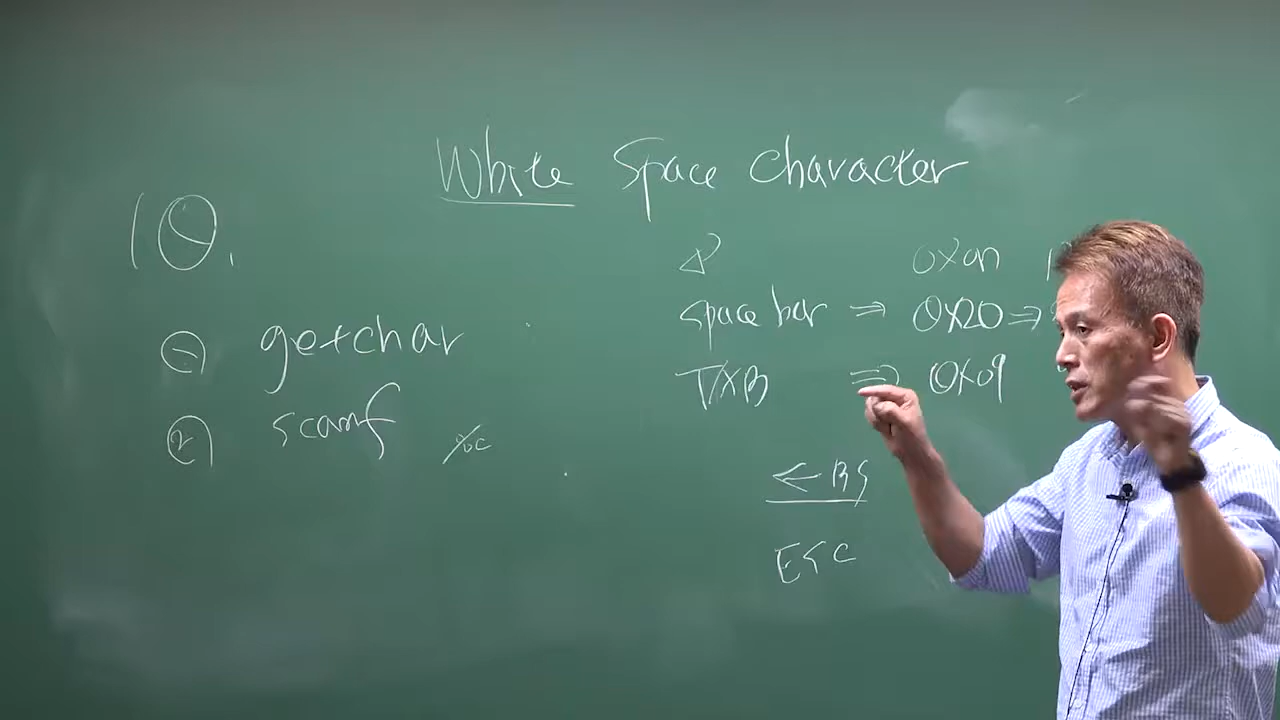 White Space character
10.
① getchar
② scanf %c
0x0A
space bar ⇒ 0x20 ⇒
TAB ⇒ 0x09
← BS
ESC